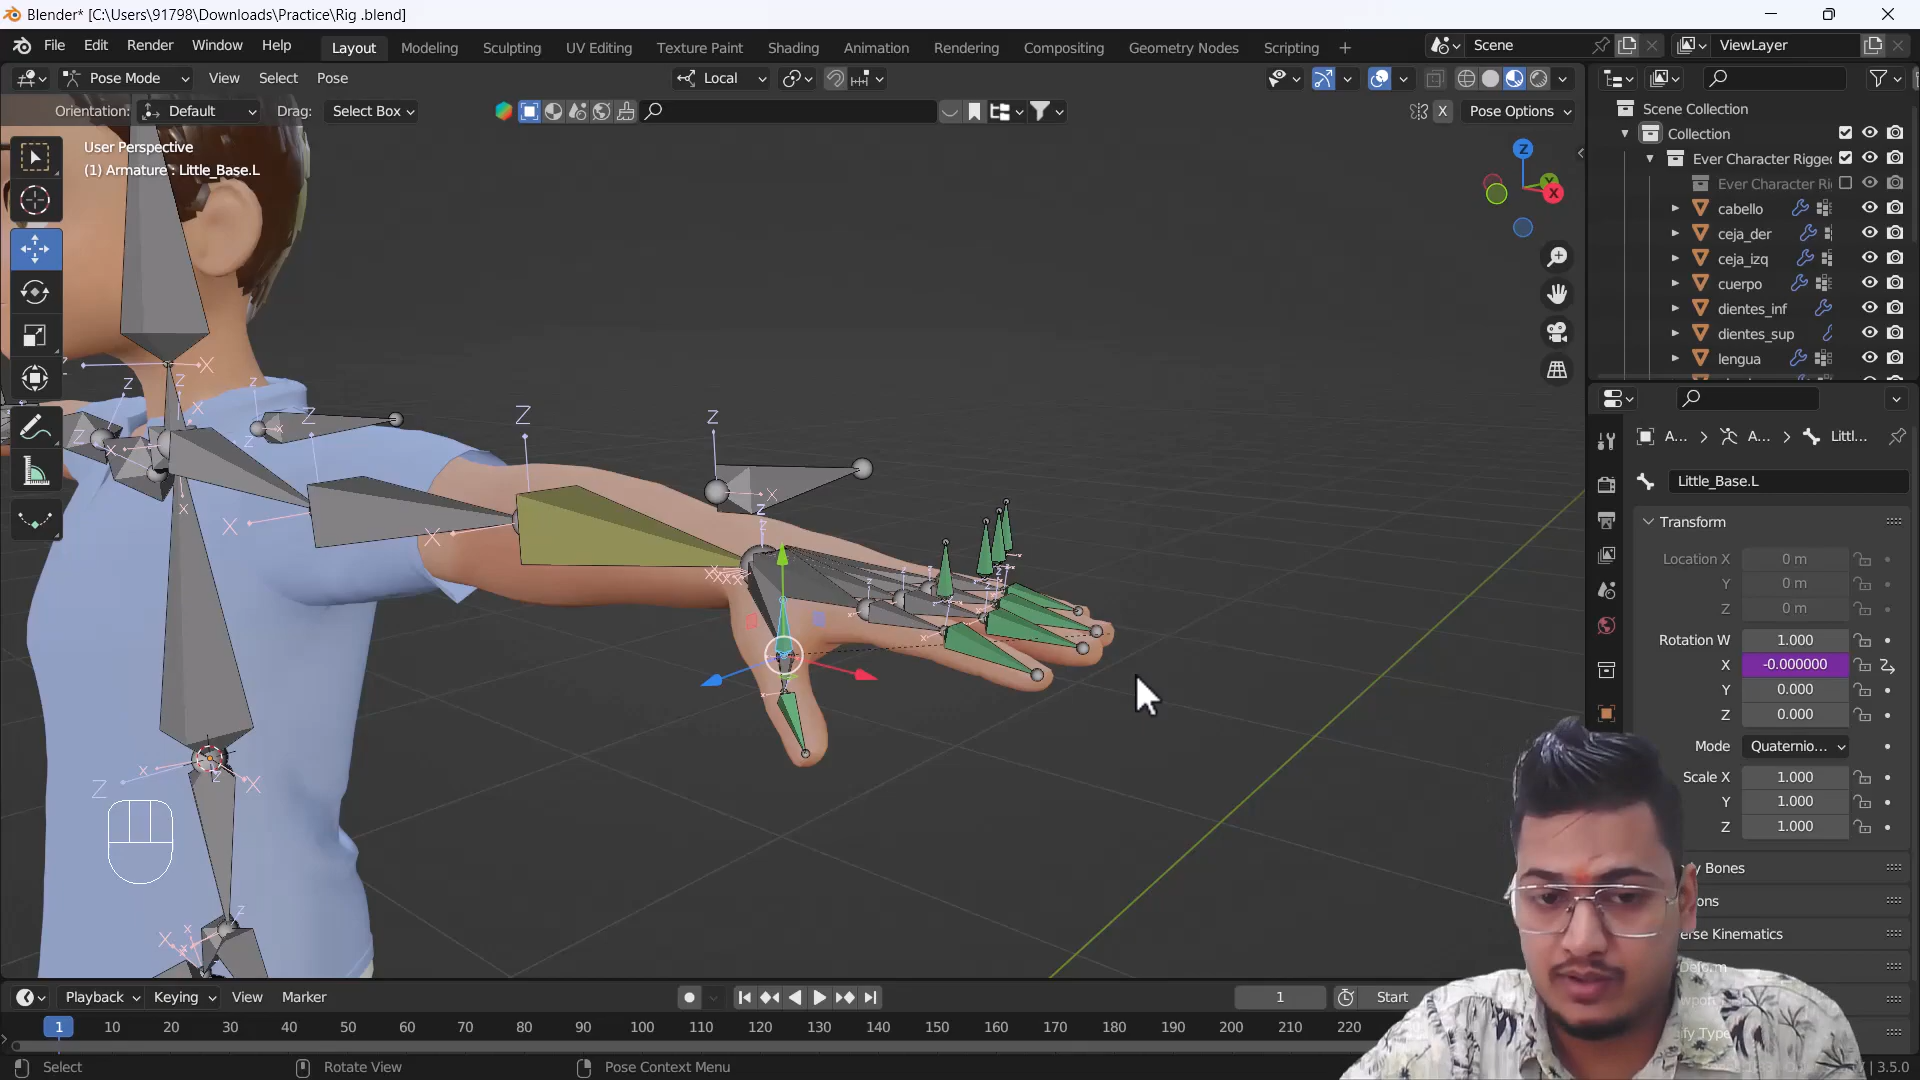 Blender* [C:\Users\91798\Downloads\Practice\Rig .blend]
File Edit Render Window Help Layout Modeling Sculpting UV Editing Texture Paint Shading Animation Rendering Compositing Geometry Nodes Scripting + Scene ViewLayer
Pose Mode View Select Pose Local
Orientation: Default Drag: Select Box X Pose Options
User Perspective
(1) Armature : Little_Base.L
Scene Collection
Collection
Ever Character Rigged
Ever Character Ri
cabello
ceja_der
ceja_izq
cuerpo
dientes_inf
dientes_sup
lengua
A... A... Littl...
Little_Base.L
Transform
Location X 0 m
Y 0 m
Z 0 m
Rotation W 1.000
X -0.000000
Y 0.000
Z 0.000
Mode Quaternio...
Scale X 1.000
Y 1.000
Z 1.000
y Bones
ons
erse Kinematics
Deform
Playback Keying View Marker 1 Start
1 10 20 30 40 50 60 70 80 90 100 110 120 130 140 150 160 170 180 190 200 210 220
Select Rotate View Pose Context Menu 3.5.0